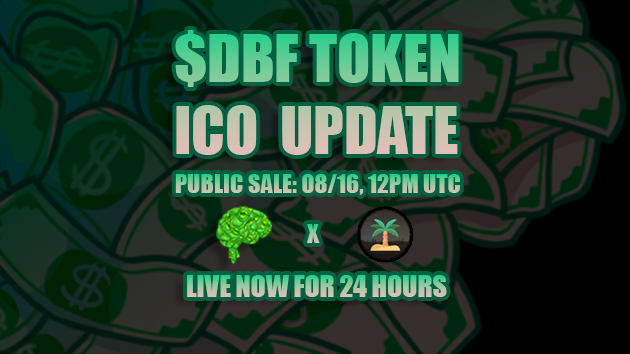 $DBF TOKEN
ICO UPDATE
PUBLIC SALE: 08/16, 12PM UTC
X
LIVE NOW FOR 24 HOURS